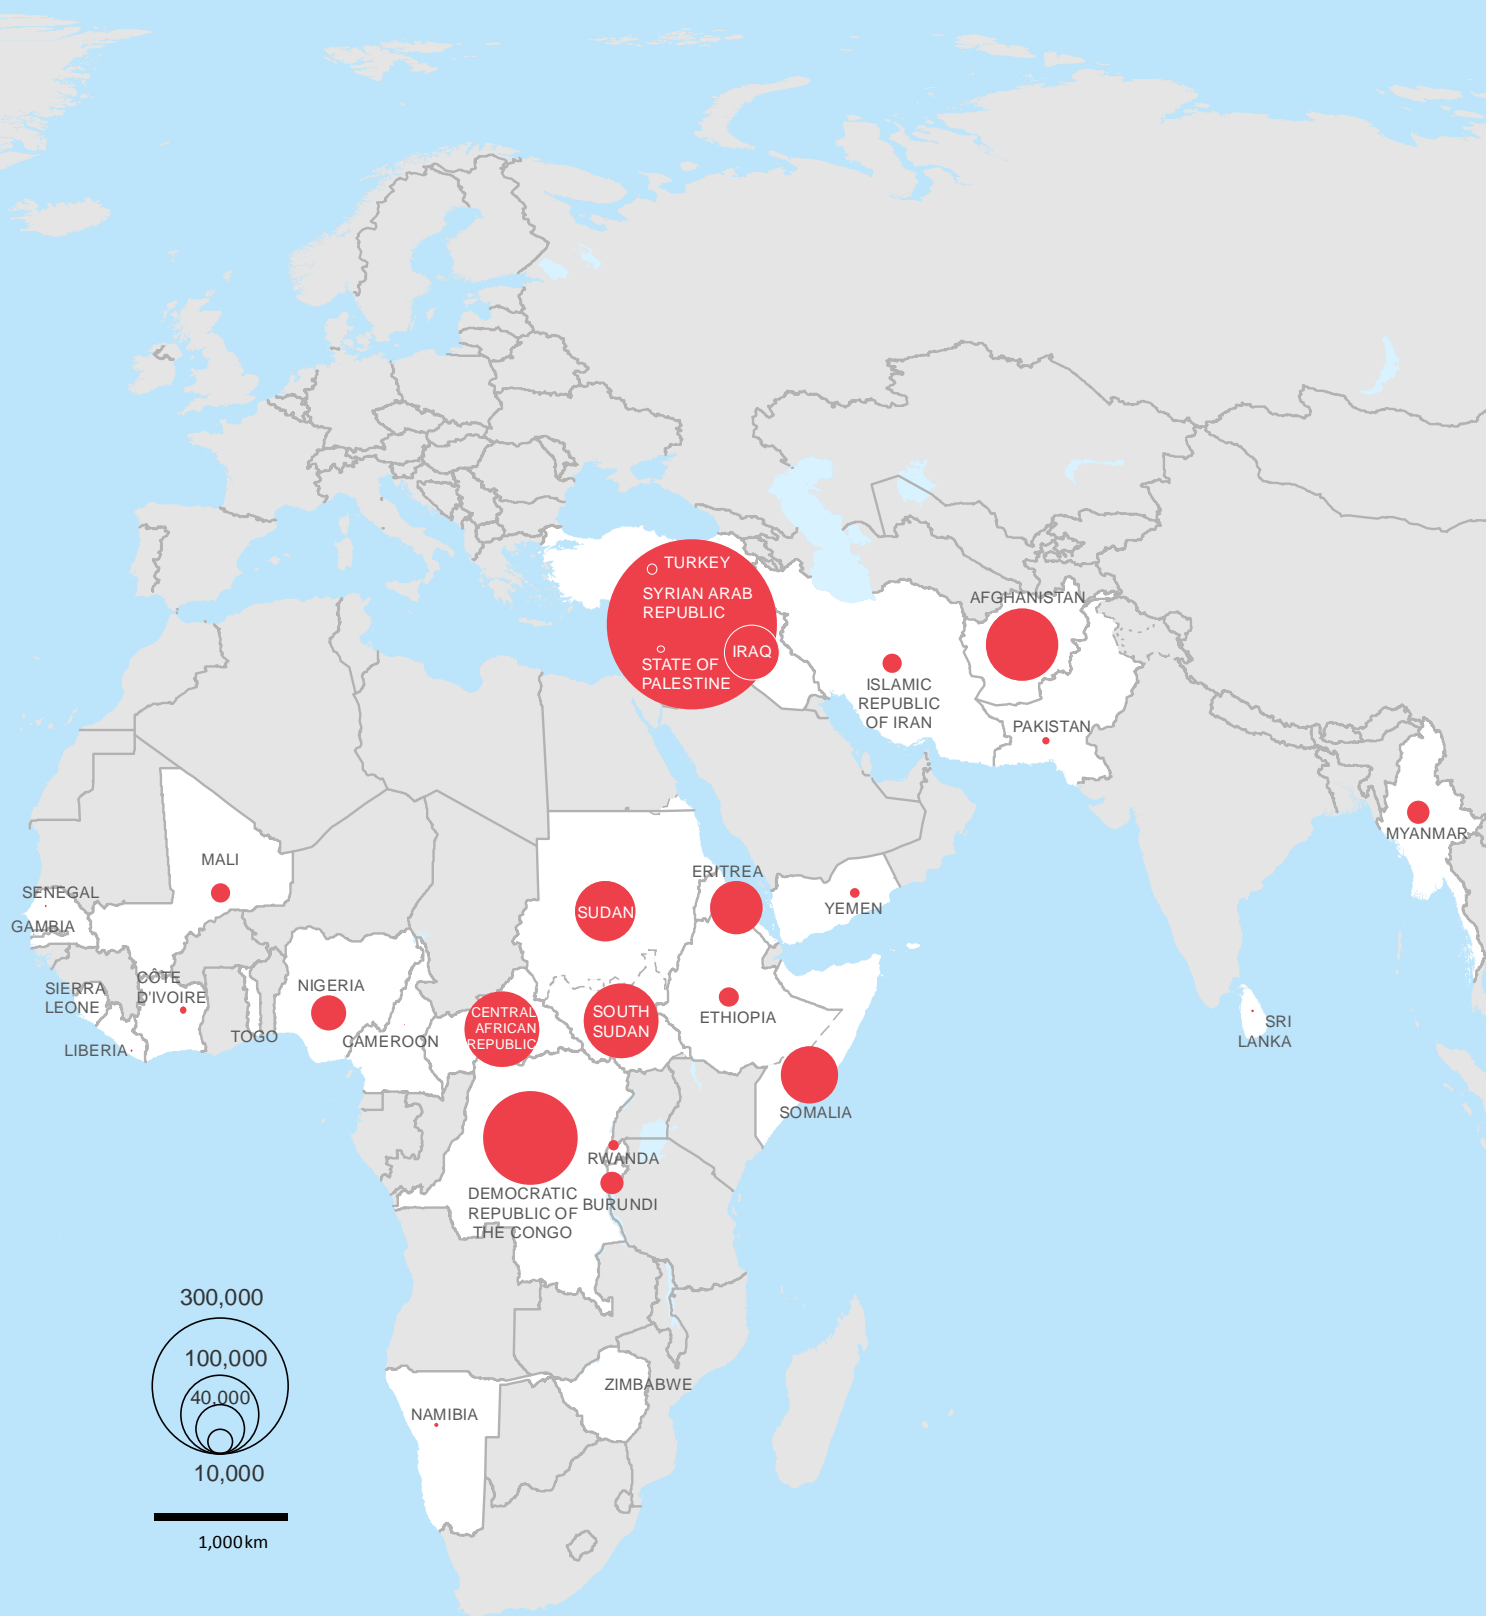 TURKEY
SYRIAN ARAB
REPUBLIC
IRAQ
STATE OF
PALESTINE
AFGHANISTAN
ISLAMIC
REPUBLIC
OF IRAN
PAKISTAN
MYANMAR
MALI
SENEGAL
GAMBIA
ERITREA
SUDAN
YEMEN
CÔTE
D'IVOIRE
SIERRA
LEONE
NIGERIA
CENTRAL
AFRICAN
REPUBLIC
SOUTH
SUDAN
ETHIOPIA
TOGO
CAMEROON
LIBERIA
SRI
LANKA
SOMALIA
RWANDA
DEMOCRATIC
REPUBLIC OF
THE CONGO
BURUNDI
300,000
100,000
40,000
10,000
ZIMBABWE
NAMIBIA
1,000km